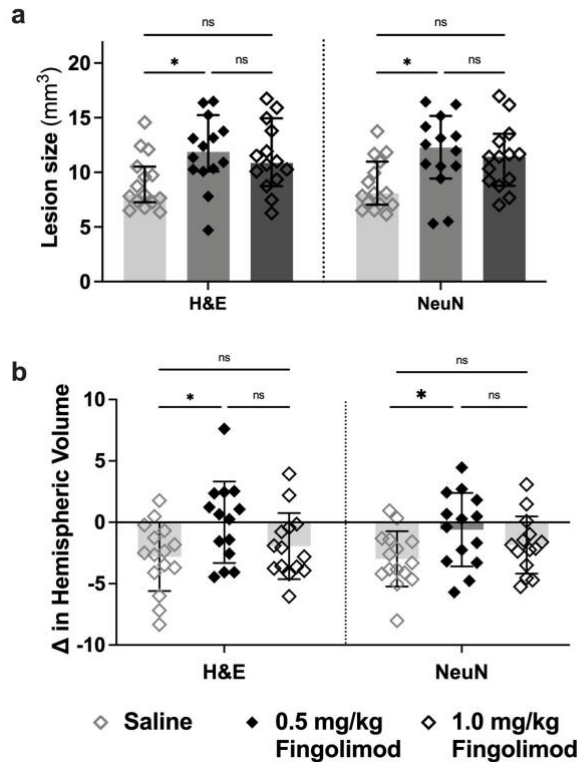 a
ns
ns
*
ns
*
ns
Lesion size (mm³)
20
15
10
5
0
H&E
NeuN
b
ns
ns
*
ns
*
ns
Δ in Hemispheric Volume
10
5
0
-5
-10
H&E
NeuN
Saline
0.5 mg/kg
Fingolimod
1.0 mg/kg
Fingolimod